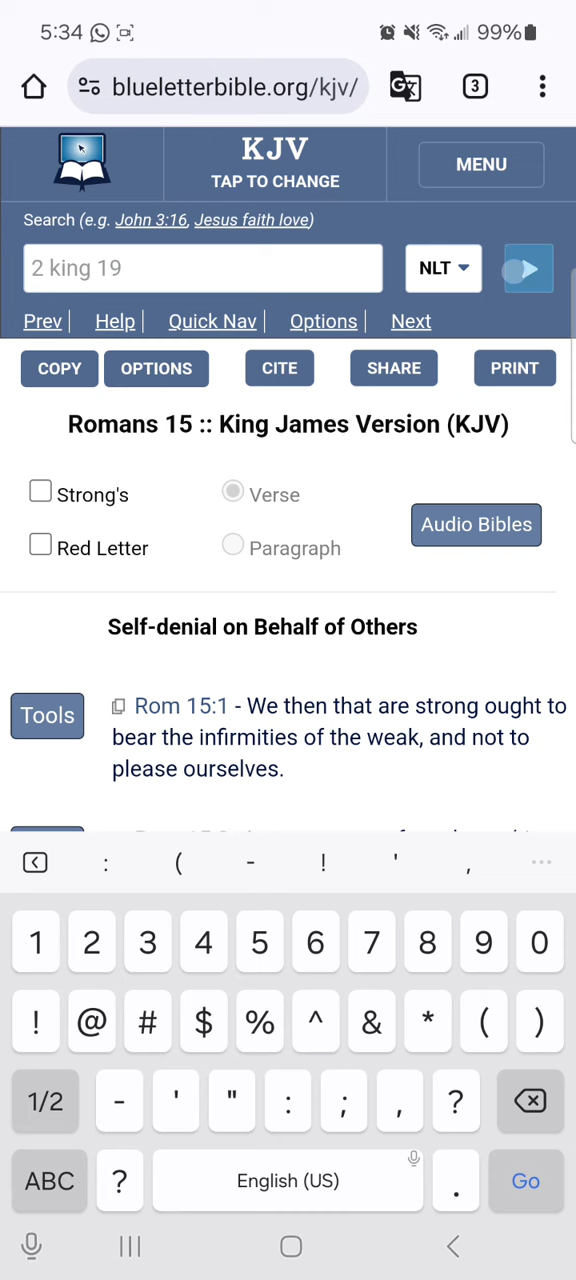 5:34 99%
blueletterbible.org/kjv/ 3
KJV
TAP TO CHANGE
MENU
Search (e.g. John 3:16, Jesus faith love)
2 king 19 NLT
Prev | Help | Quick Nav | Options | Next
COPY OPTIONS CITE SHARE PRINT
Romans 15 :: King James Version (KJV)
Strong's Verse
Audio Bibles
Red Letter Paragraph
Self-denial on Behalf of Others
Tools
Rom 15:1 - We then that are strong ought to
bear the infirmities of the weak, and not to
please ourselves.
: ( - ! ' , ...
1 2 3 4 5 6 7 8 9 0
! @ # $ % ^ & * ( )
1/2 - ' " : ; , ?
ABC ? English (US) . Go